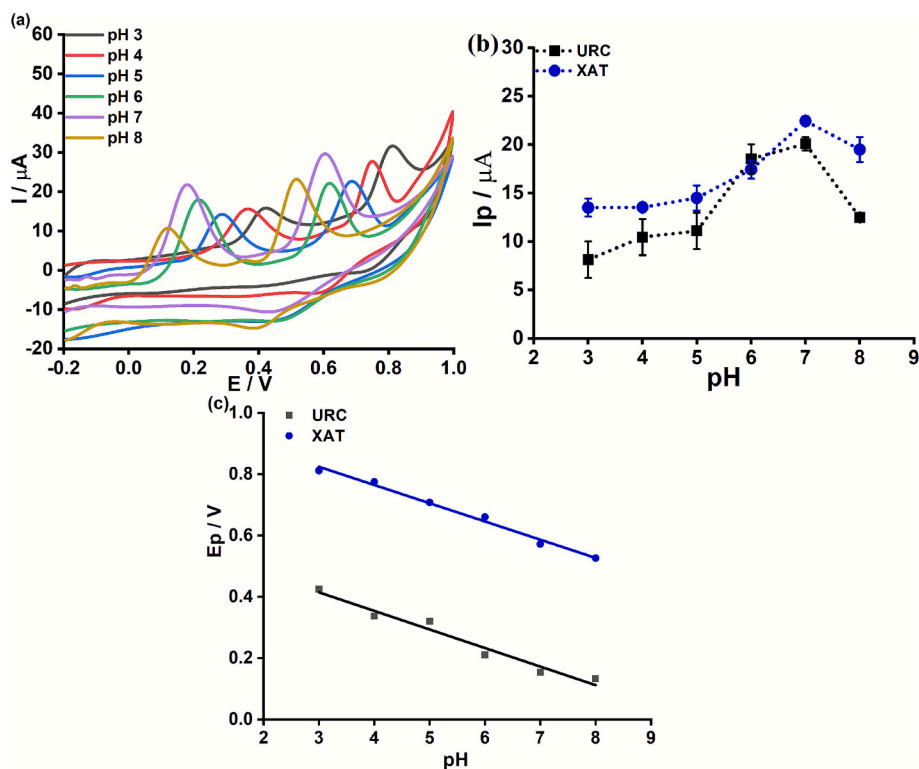 (a)
pH 3
pH 4
pH 5
pH 6
pH 7
pH 8
60
50
40
30
20
10
0
-10
-20
I / μA
-0.2 0.0 0.2 0.4 0.6 0.8 1.0
E / V
(b)
URC
XAT
30
25
20
15
10
5
0
Ip / μA
2 3 4 5 6 7 8 9
pH
(c)
URC
XAT
1.0
0.8
0.6
0.4
0.2
0.0
Ep / V
2 3 4 5 6 7 8 9
pH